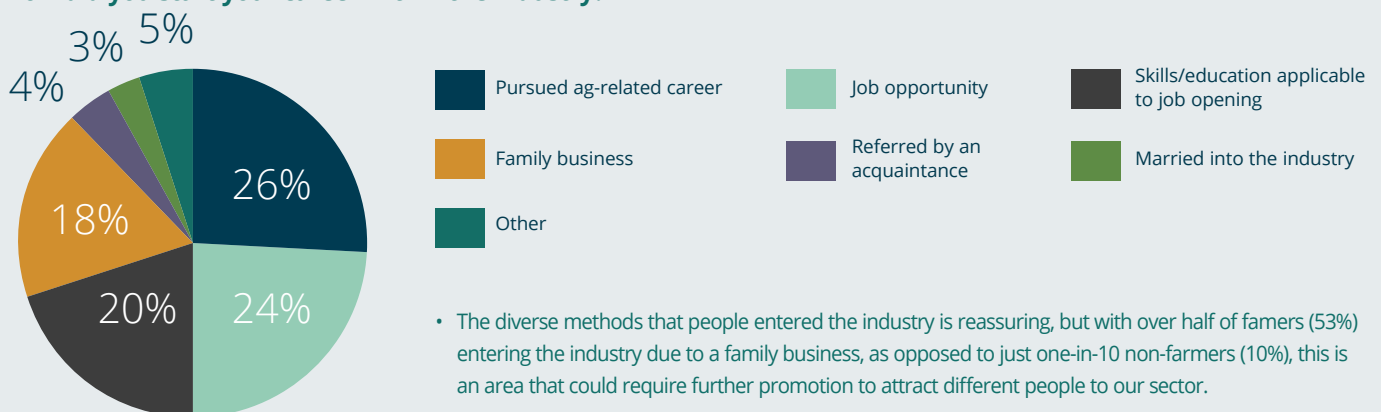 5%
3%
4%
26%
18%
20%
24%
Pursued ag-related career
Job opportunity
Skills/education applicable
to job opening
Family business
Referred by an
acquaintance
Married into the industry
Other
• The diverse methods that people entered the industry is reassuring, but with over half of famers (53%)
entering the industry due to a family business, as opposed to just one-in-10 non-farmers (10%), this is
an area that could require further promotion to attract different people to our sector.